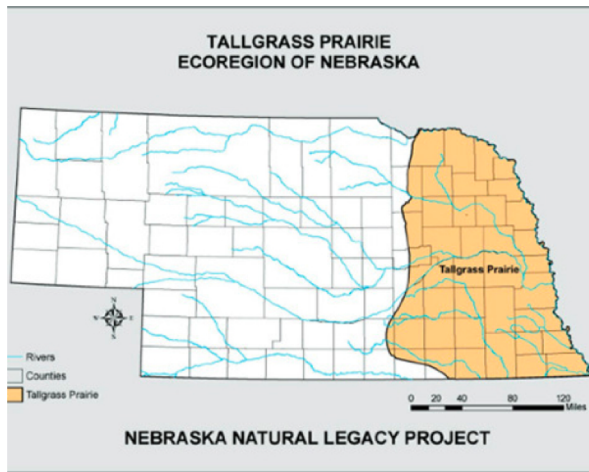 TALLGRASS PRAIRIE
ECOREGION OF NEBRASKA
Tallgrass Prairie
N
W
E
S
Rivers
Counties
Tallgrass Prairie
0 10 20 40 80 120
Miles
NEBRASKA NATURAL LEGACY PROJECT